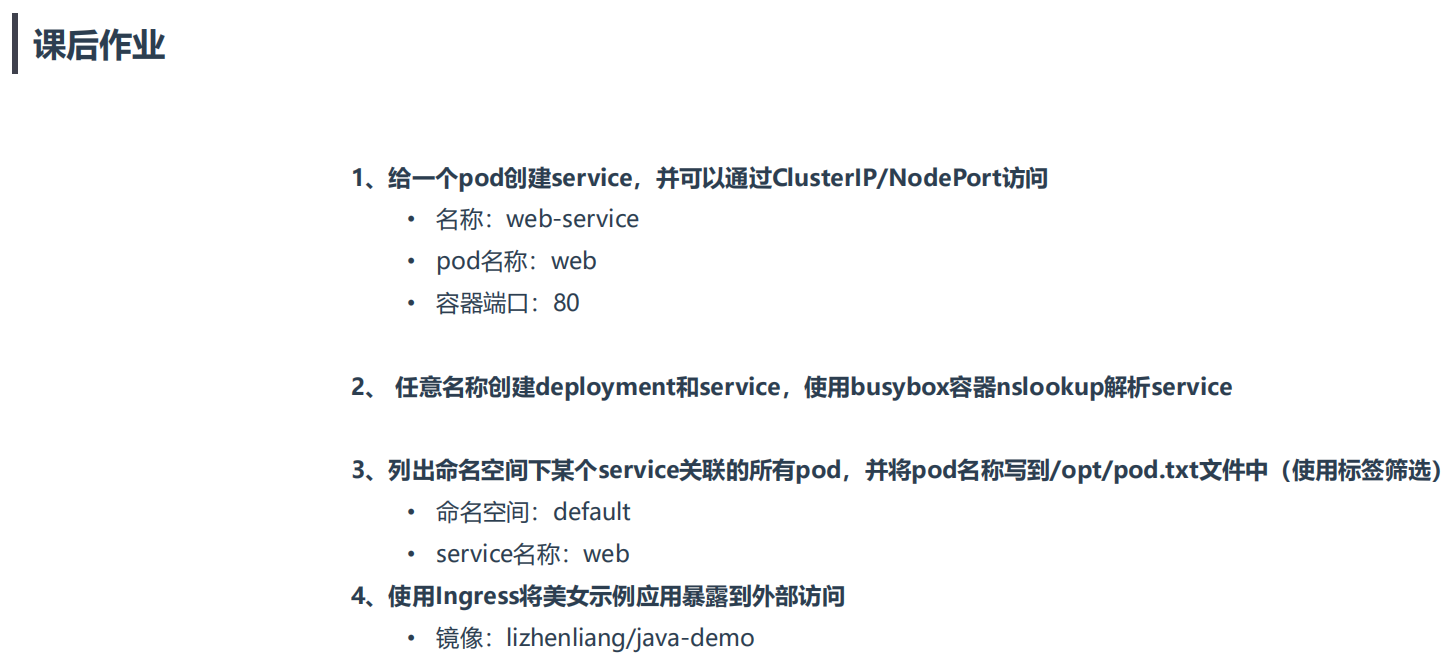 课后作业
1、给一个pod创建service，并可以通过ClusterIP/NodePort访问
• 名称：web-service
• pod名称：web
• 容器端口：80
2、 任意名称创建deployment和service，使用busybox容器nslookup解析service
3、列出命名空间下某个service关联的所有pod，并将pod名称写到/opt/pod.txt文件中（使用标签筛选）
• 命名空间：default
• service名称：web
4、使用Ingress将美女示例应用暴露到外部访问
• 镜像：lizhenliang/java-demo